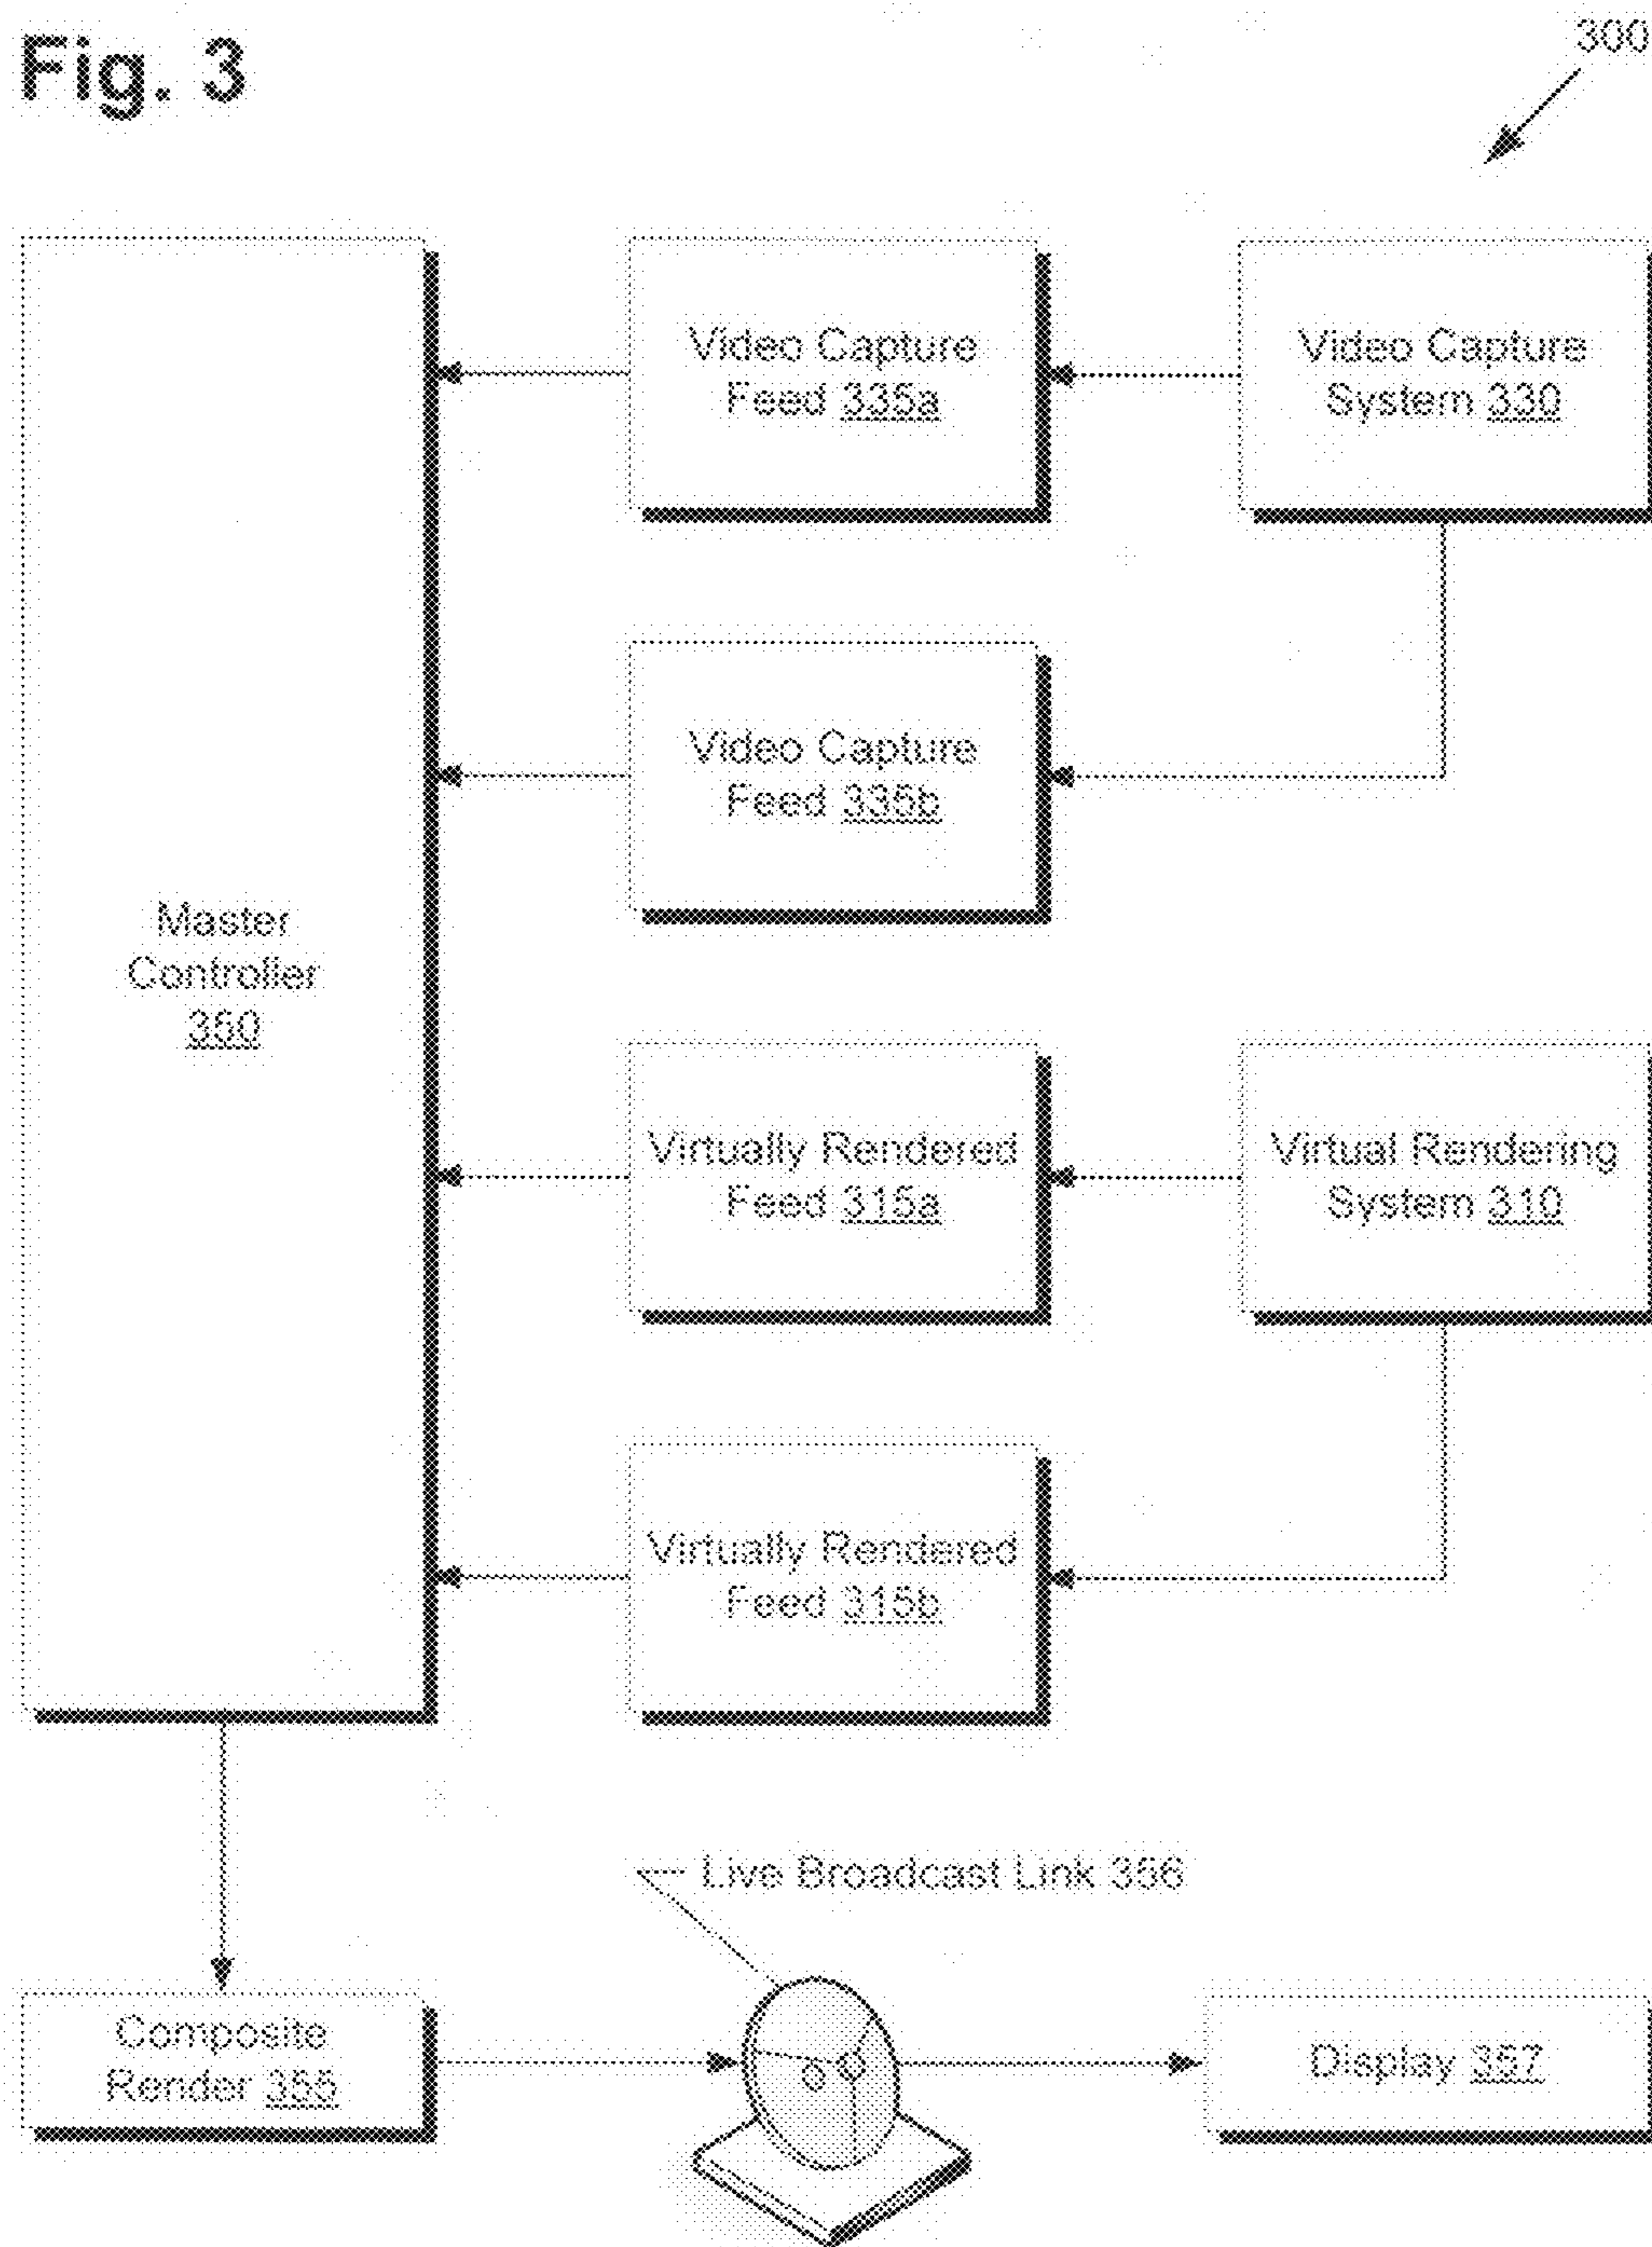 Fig. 3
300
Video Capture
Feed 335a
Video Capture
System 330
Video Capture
Feed 335b
Master
Controller
350
Virtually Rendered
Feed 315a
Virtual Rendering
System 310
Virtually Rendered
Feed 315b
Live Broadcast Link 356
Composite
Render 355
Display 357